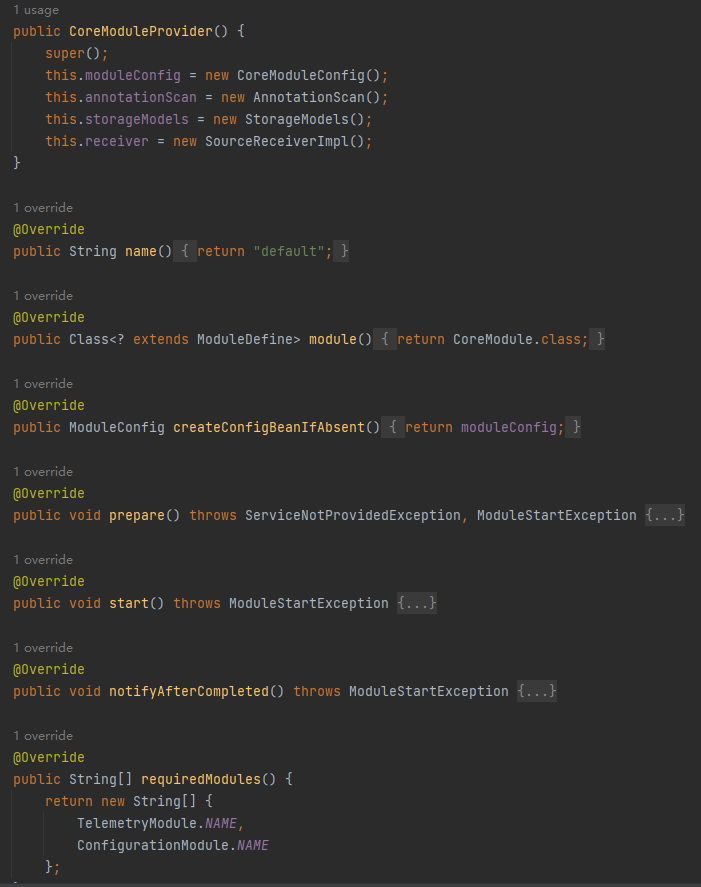 1 usage
public CoreModuleProvider() {
super();
this.moduleConfig = new CoreModuleConfig();
this.annotationScan = new AnnotationScan();
this.storageModels = new StorageModels();
this.receiver = new SourceReceiverImpl();
}
1 override
@Override
public String name() { return "default"; }
1 override
@Override
public Class<? extends ModuleDefine> module() { return CoreModule.class; }
1 override
@Override
public ModuleConfig createConfigBeanIfAbsent() { return moduleConfig; }
1 override
@Override
public void prepare() throws ServiceNotProvidedException, ModuleStartException {...}
1 override
@Override
public void start() throws ModuleStartException {...}
1 override
@Override
public void notifyAfterCompleted() throws ModuleStartException {...}
1 override
@Override
public String[] requiredModules() {
return new String[] {
TelemetryModule.NAME,
ConfigurationModule.NAME
};